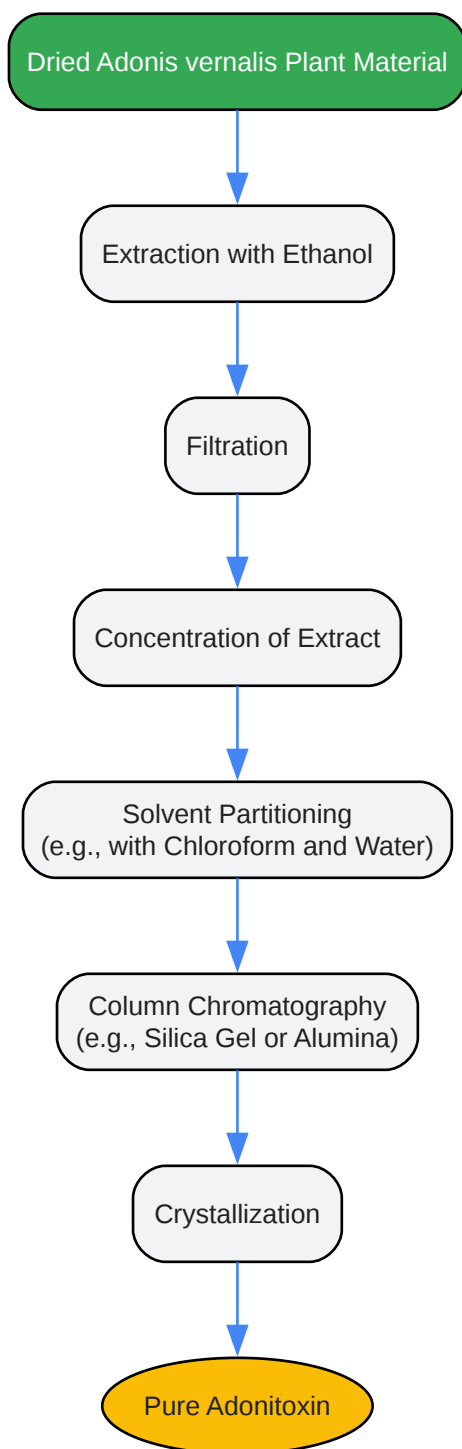 Dried Adonis vernalis Plant Material
Extraction with Ethanol
Filtration
Concentration of Extract
Solvent Partitioning
(e.g., with Chloroform and Water)
Column Chromatography
(e.g., Silica Gel or Alumina)
Crystallization
Pure Adonitoxin